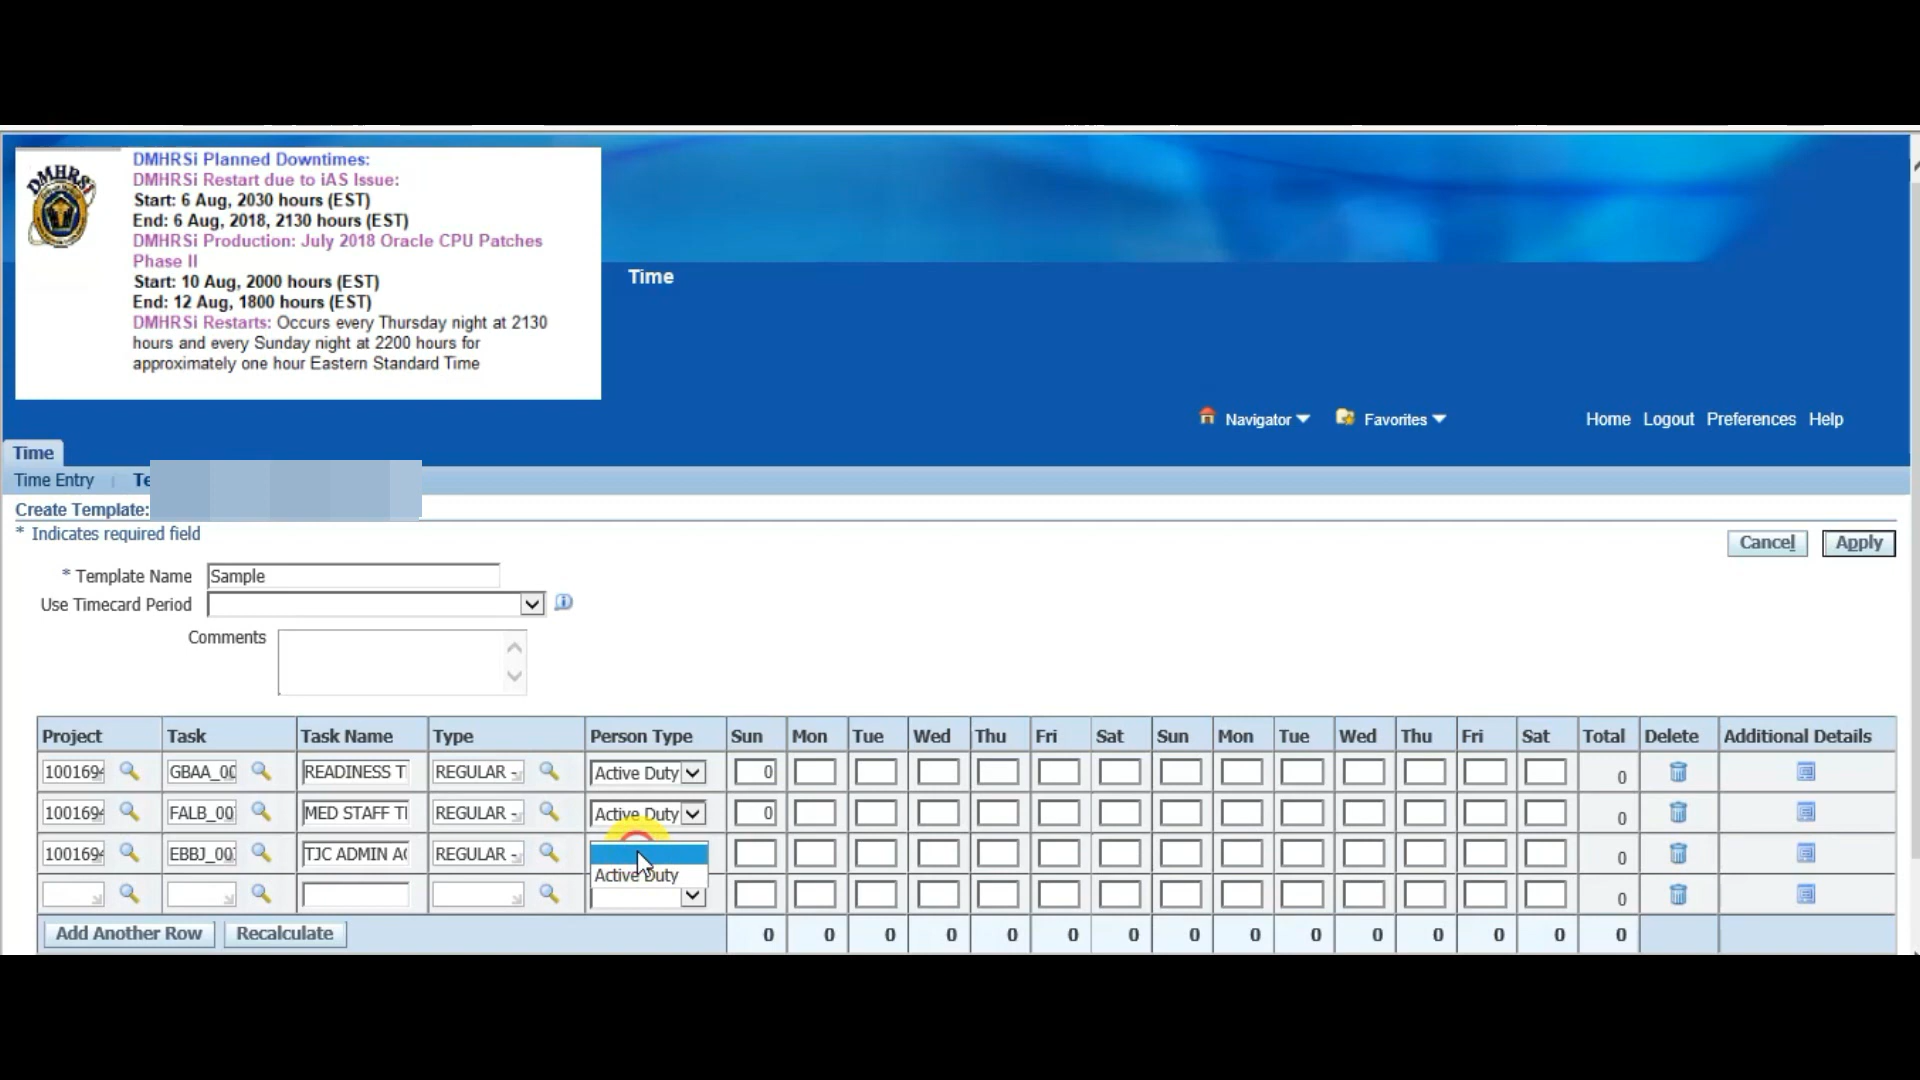 DMHRSi
DMHRSi Planned Downtimes:
DMHRSi Restart due to iAS Issue:
Start: 6 Aug, 2030 hours (EST)
End: 6 Aug, 2018, 2130 hours (EST)
DMHRSi Production: July 2018 Oracle CPU Patches
Phase II
Start: 10 Aug, 2000 hours (EST)
End: 12 Aug, 1800 hours (EST)
DMHRSi Restarts: Occurs every Thursday night at 2130
hours and every Sunday night at 2200 hours for
approximately one hour Eastern Standard Time
Time
Navigator Favorites Home Logout Preferences Help
Time
Time Entry | Te
Create Template:
* Indicates required field
Cancel Apply
* Template Name Sample
Use Timecard Period
Comments
Project Task Task Name Type Person Type Sun Mon Tue Wed Thu Fri Sat Sun Mon Tue Wed Thu Fri Sat Total Delete Additional Details
100169 GBAA_00 READINESS T REGULAR - Active Duty 0 0
100169 FALB_00 MED STAFF TI REGULAR - Active Duty 0 0
100169 EBBJ_00 TJC ADMIN A REGULAR - 0
Active Duty
0
Add Another Row Recalculate 0 0 0 0 0 0 0 0 0 0 0 0 0 0 0